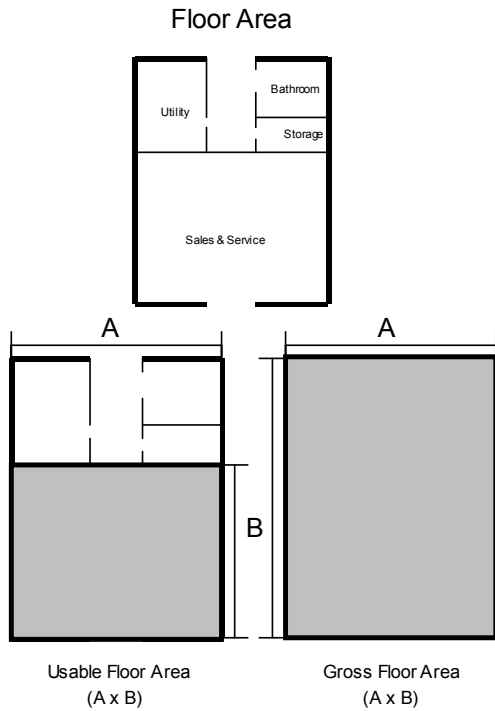 Floor Area
Bathroom
Utility
Storage
Sales & Service
A
A
B
Usable Floor Area
(A x B)
Gross Floor Area
(A x B)